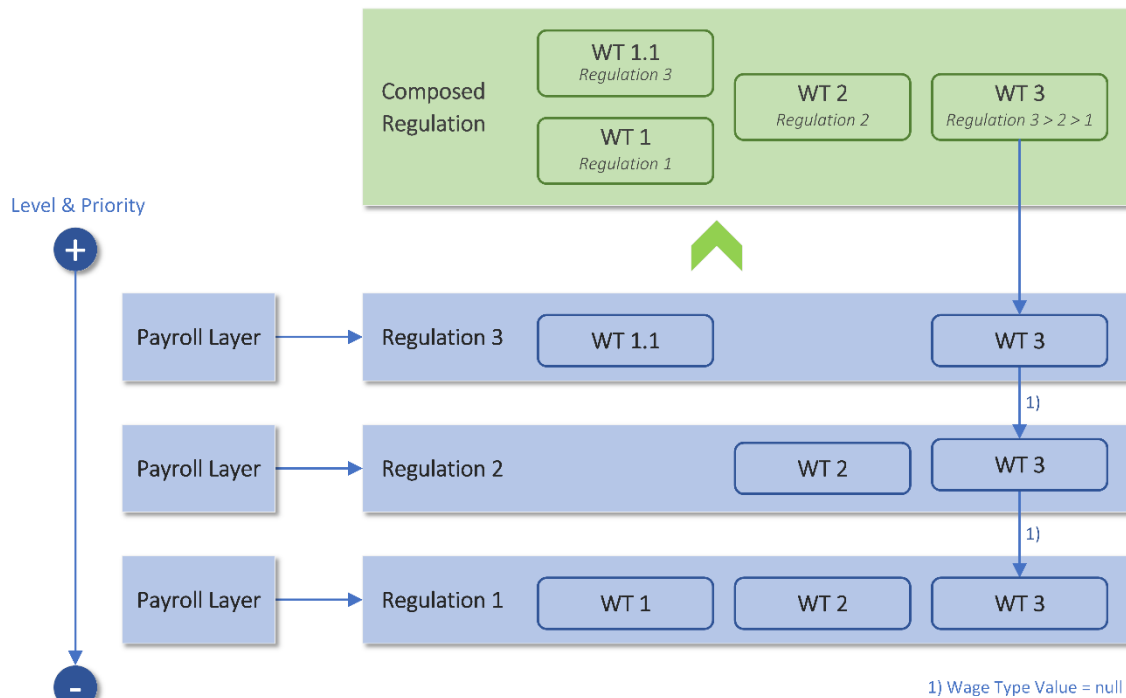 WT 1.1
Regulation 3
Composed
Regulation
WT 1
Regulation 1
WT 2
Regulation 2
WT 3
Regulation 3 > 2 > 1
Level & Priority
+
Payroll Layer
Regulation 3
WT 1.1
WT 3
1)
Payroll Layer
Regulation 2
WT 2
WT 3
1)
Payroll Layer
Regulation 1
WT 1
WT 2
WT 3
-
1) Wage Type Value = null